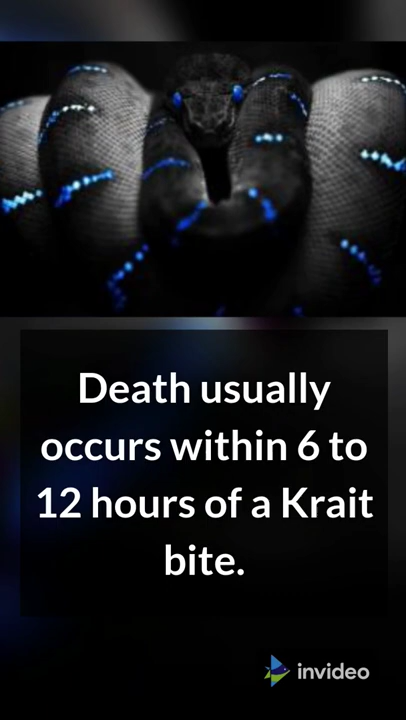 Death usually
occurs within 6 to
12 hours of a Krait
bite.
invideo